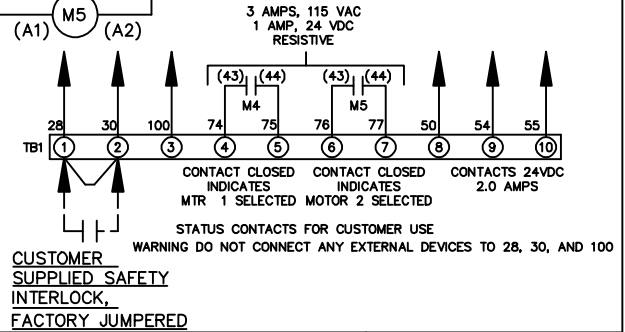 M5
(A1) (A2)
3 AMPS, 115 VAC
1 AMP, 24 VDC
RESISTIVE
(43) (44) (43) (44)
M4 M5
28 30 100 74 75 76 77 50 54 55
TB1 1 2 3 4 5 6 7 8 9 10
CONTACT CLOSED CONTACT CLOSED CONTACTS 24VDC
INDICATES INDICATES 2.0 AMPS
MTR 1 SELECTED MOTOR 2 SELECTED
STATUS CONTACTS FOR CUSTOMER USE
WARNING DO NOT CONNECT ANY EXTERNAL DEVICES TO 28, 30, AND 100
CUSTOMER
SUPPLIED SAFETY
INTERLOCK,
FACTORY JUMPERED